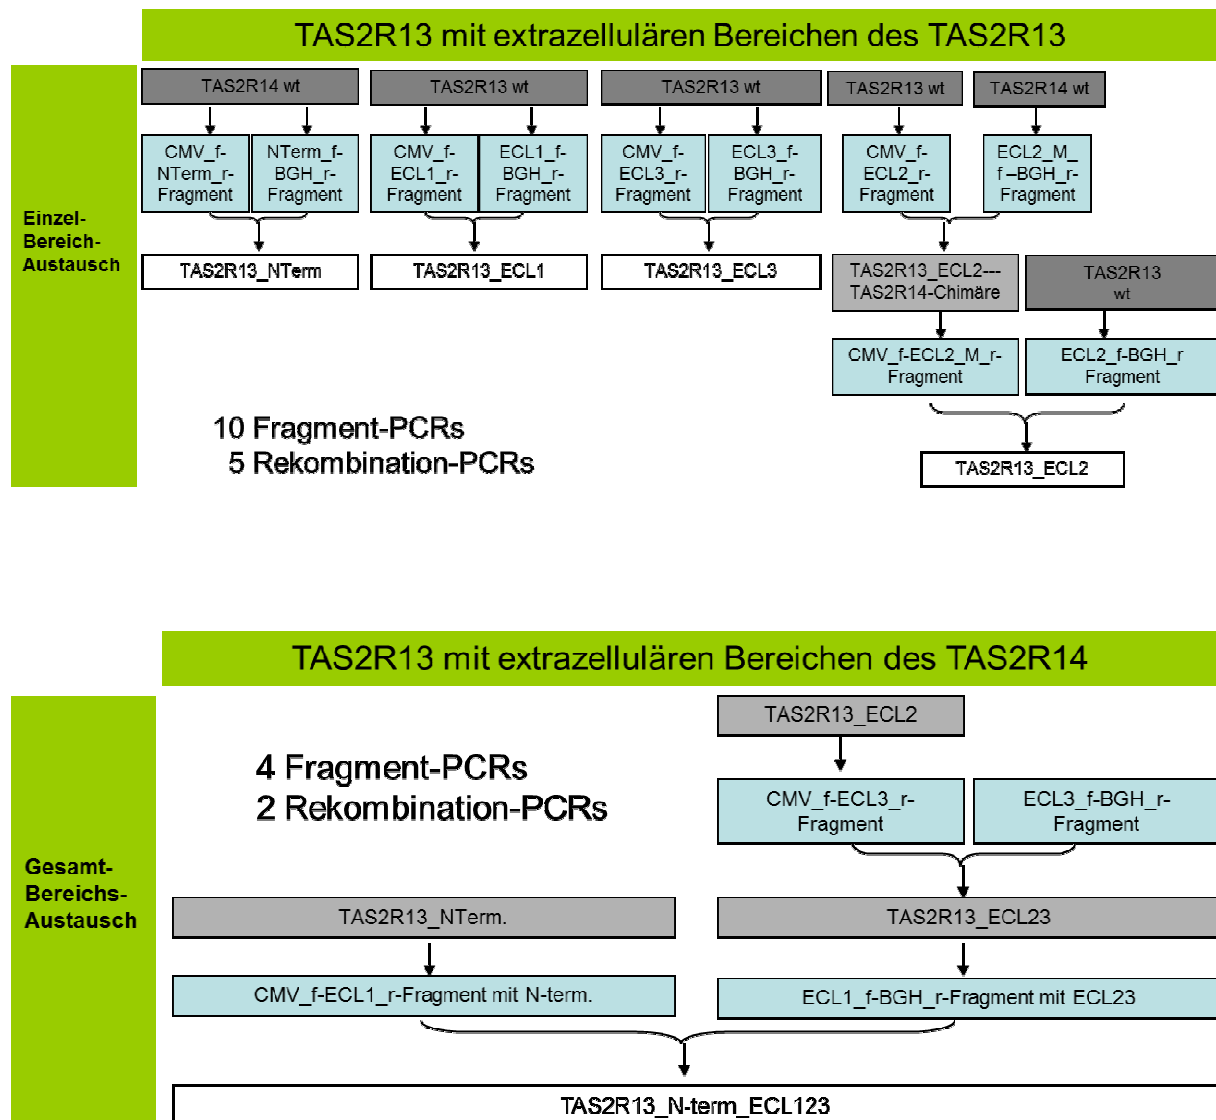 TAS2R13 mit extrazellulären Bereichen des TAS2R13
Einzel-
Bereich-
Austausch
TAS2R14 wt
CMV_f-
NTerm_r-
Fragment
NTerm_f-
BGH_r-
Fragment
TAS2R13_NTerm
TAS2R13 wt
CMV_f-
ECL1_r-
Fragment
ECL1_f-
BGH_r-
Fragment
TAS2R13_ECL1
TAS2R13 wt
CMV_f-
ECL3_r-
Fragment
ECL3_f-
BGH_r-
Fragment
TAS2R13_ECL3
TAS2R13 wt
TAS2R14 wt
CMV_f-
ECL2_r-
Fragment
ECL2_M_
f –BGH_r-
Fragment
TAS2R13_ECL2---
TAS2R14-Chimäre
TAS2R13
wt
CMV_f-ECL2_M_r-
Fragment
ECL2_f-BGH_r
Fragment
TAS2R13_ECL2
10 Fragment-PCRs
5 Rekombination-PCRs
TAS2R13 mit extrazellulären Bereichen des TAS2R14
Gesamt-
Bereichs-
Austausch
4 Fragment-PCRs
2 Rekombination-PCRs
TAS2R13_ECL2
CMV_f-ECL3_r-
Fragment
ECL3_f-BGH_r-
Fragment
TAS2R13_NTerm.
TAS2R13_ECL23
CMV_f-ECL1_r-Fragment mit N-term.
ECL1_f-BGH_r-Fragment mit ECL23
TAS2R13_N-term_ECL123